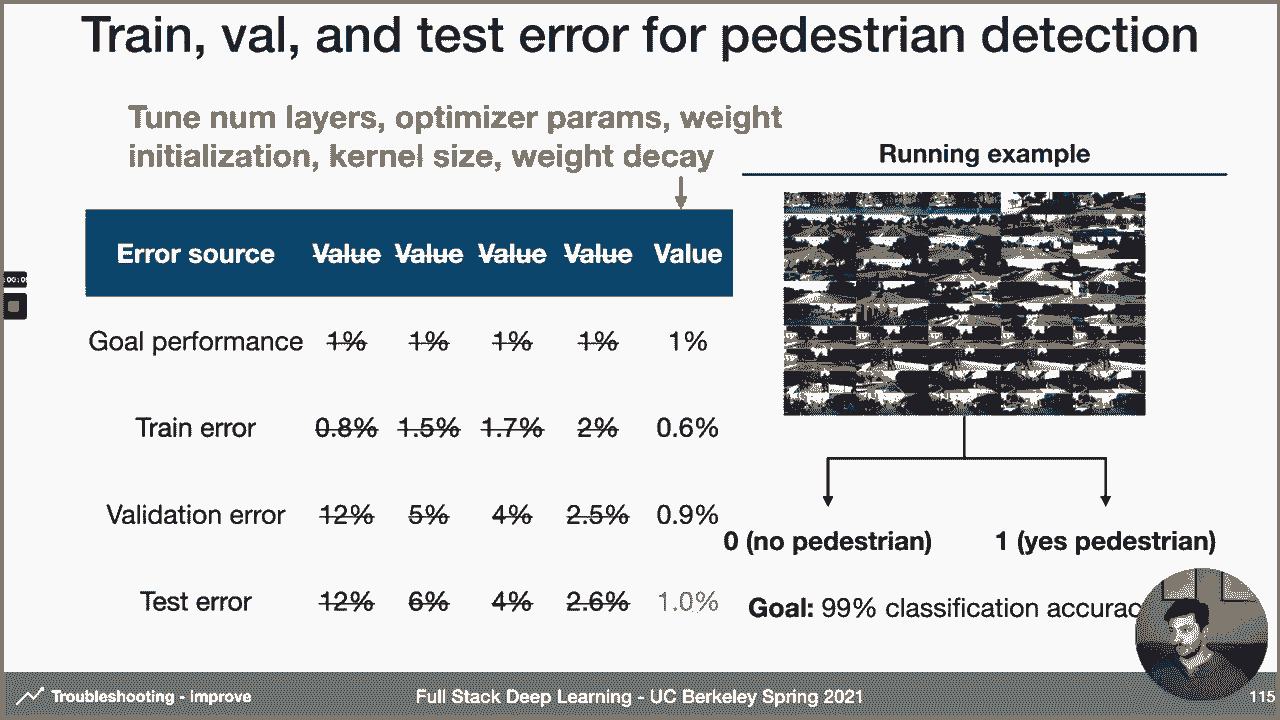 Train, val, and test error for pedestrian detection
Tune num layers, optimizer params, weight
initialization, kernel size, weight decay
Running example
Error source Value Value Value Value Value
Goal performance 1% 1% 1% 1% 1%
Train error 0.8% 1.5% 1.7% 2% 0.6%
Validation error 12% 5% 4% 2.5% 0.9%
Test error 12% 6% 4% 2.6% 1.0%
0 (no pedestrian) 1 (yes pedestrian)
Goal: 99% classification accurac
Troubleshooting - improve
Full Stack Deep Learning - UC Berkeley Spring 2021
115